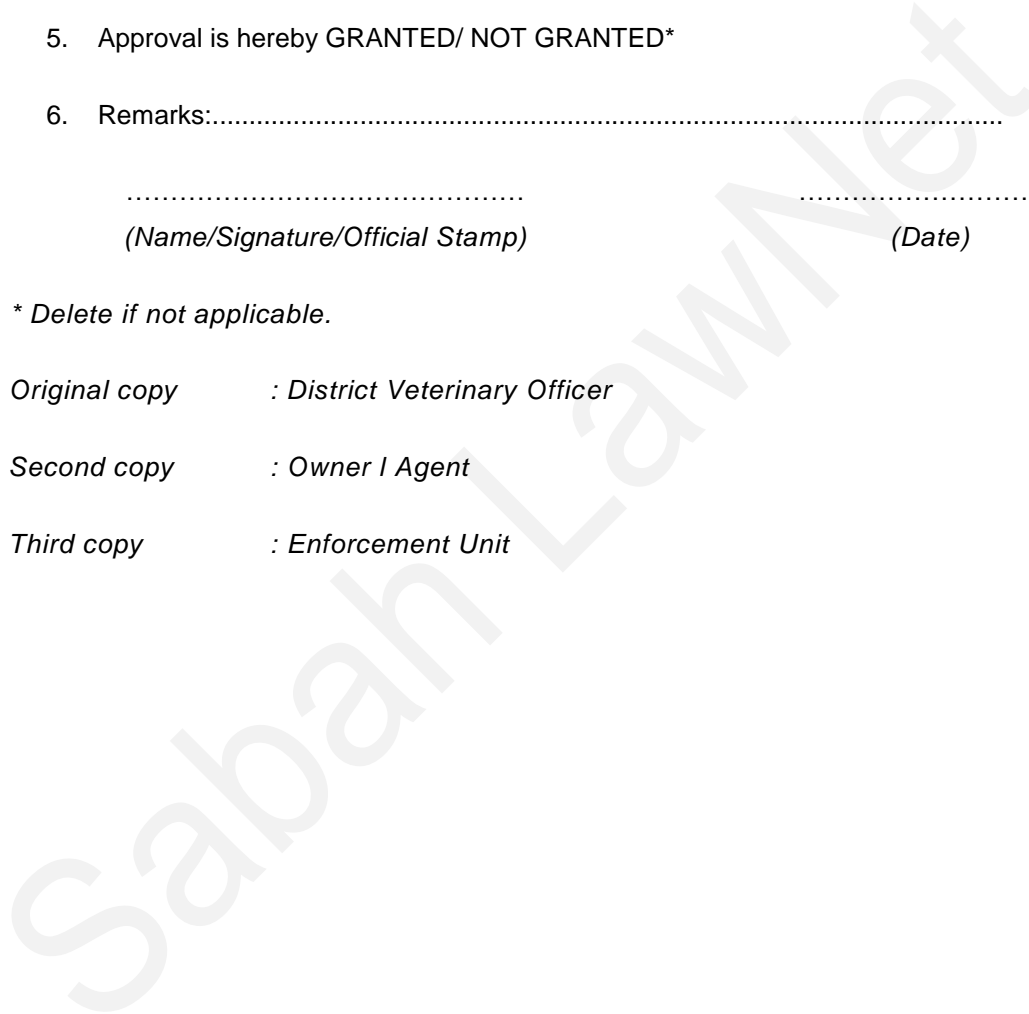 5. Approval is hereby GRANTED/ NOT GRANTED*
6. Remarks:...........................................................................................................
............................................ ..........................
(Name/Signature/Official Stamp) (Date)
* Delete if not applicable.
Original copy : District Veterinary Officer
Second copy : Owner l Agent
Third copy : Enforcement Unit
Sabah LawNet